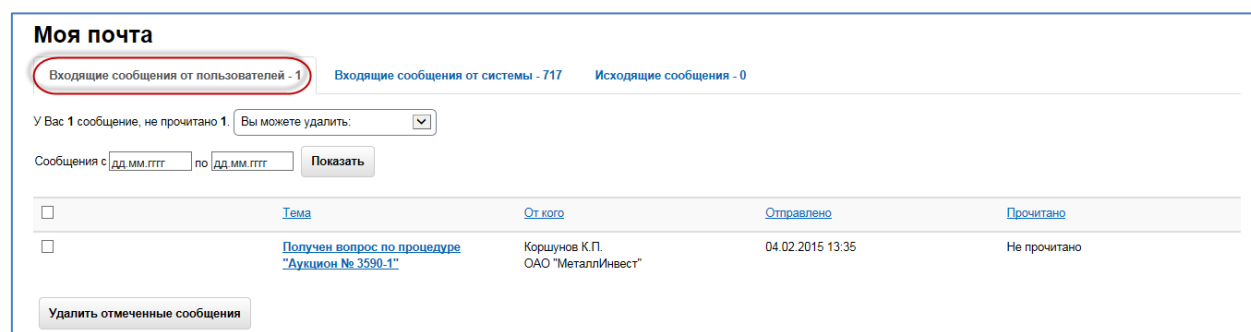 Моя почта
Входящие сообщения от пользователей - 1 Входящие сообщения от системы - 717 Исходящие сообщения - 0
У Вас 1 сообщение, не прочитано 1. Вы можете удалить:
Сообщения с дд.мм.гггг по дд.мм.гггг Показать
Тема От кого Отправлено Прочитано
Получен вопрос по процедуре Коршунов К.П. 04.02.2015 13:35 Не прочитано
"Аукцион № 3590-1" ОАО "МеталлИнвест"
Удалить отмеченные сообщения